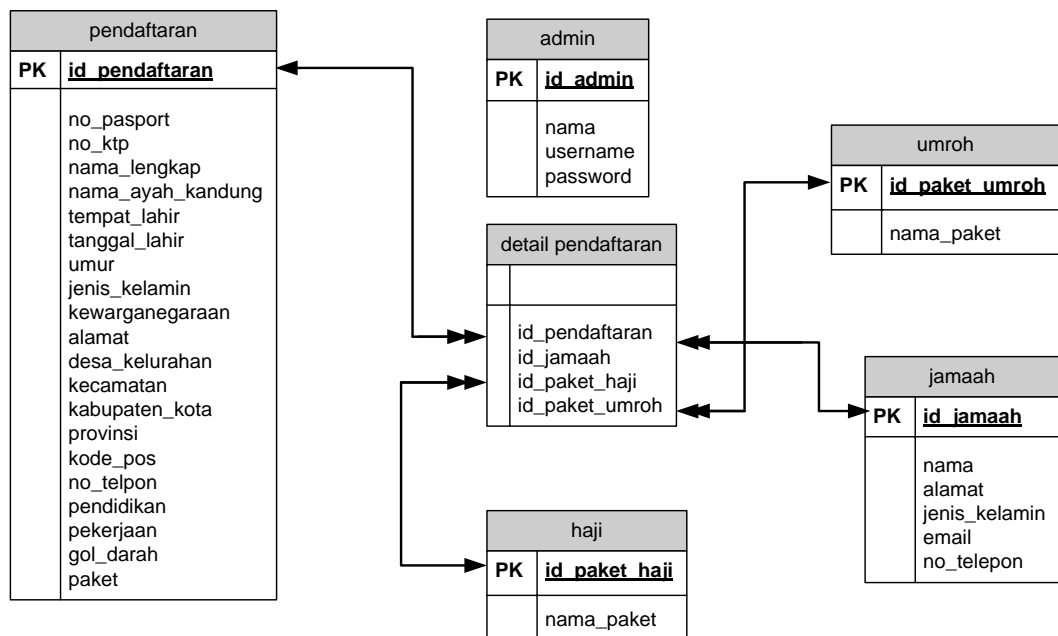 pendaftaran
PK id_pendaftaran
no_pasport
no_ktp
nama_lengkap
nama_ayah_kandung
tempat_lahir
tanggal_lahir
umur
jenis_kelamin
kewarganegaraan
alamat
desa_kelurahan
kecamatan
kabupaten_kota
provinsi
kode_pos
no_telpon
pendidikan
pekerjaan
gol_darah
paket
admin
PK id_admin
nama
username
password
detail pendaftaran
id_pendaftaran
id_jamaah
id_paket_haji
id_paket_umroh
haji
PK id_paket_haji
nama_paket
umroh
PK id_paket_umroh
nama_paket
jamaah
PK id_jamaah
nama
alamat
jenis_kelamin
email
no_telepon